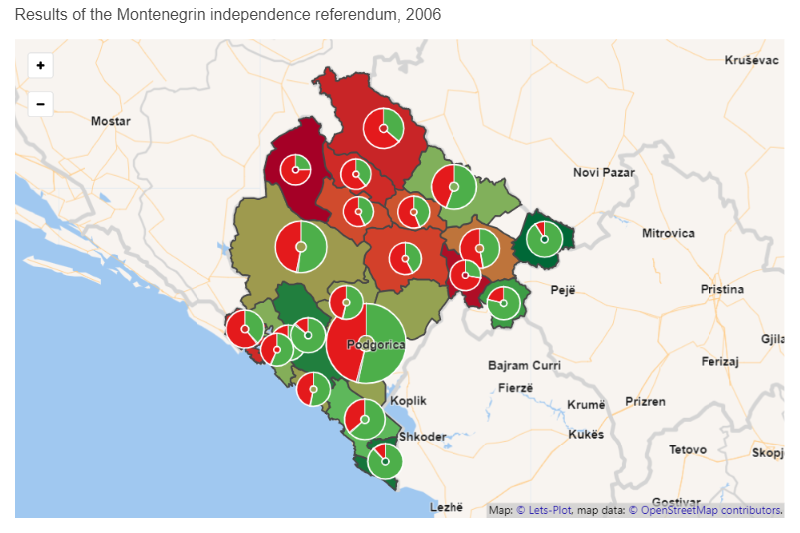 Results of the Montenegrin independence referendum, 2006
+
-
Kruševac
Mostar
Novi Pazar
Mitrovica
Pejë
Pristina
Podgorica
Gjila
Bajram Curri
Ferizaj
Fierzë
Koplik
Krumë
Prizren
Shkoder
Kukës
Tetovo
Skopj
Lezhë
Gostivar
Map: © Lets-Plot, map data: © OpenStreetMap contributors.